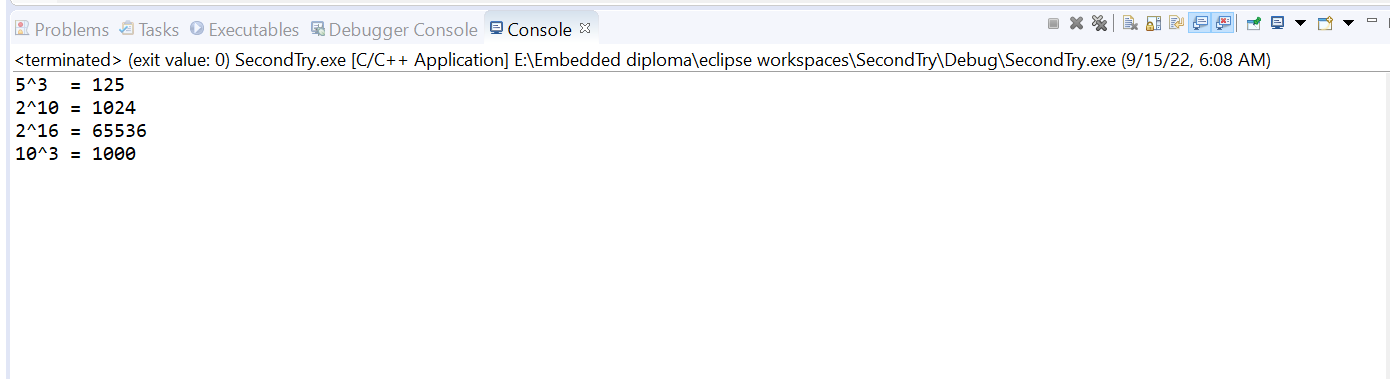 Problems Tasks Executables Debugger Console Console
<terminated> (exit value: 0) SecondTry.exe [C/C++ Application] E:\Embedded diploma\eclipse workspaces\SecondTry\Debug\SecondTry.exe (9/15/22, 6:08 AM)
5^3  = 125
2^10 = 1024
2^16 = 65536
10^3 = 1000